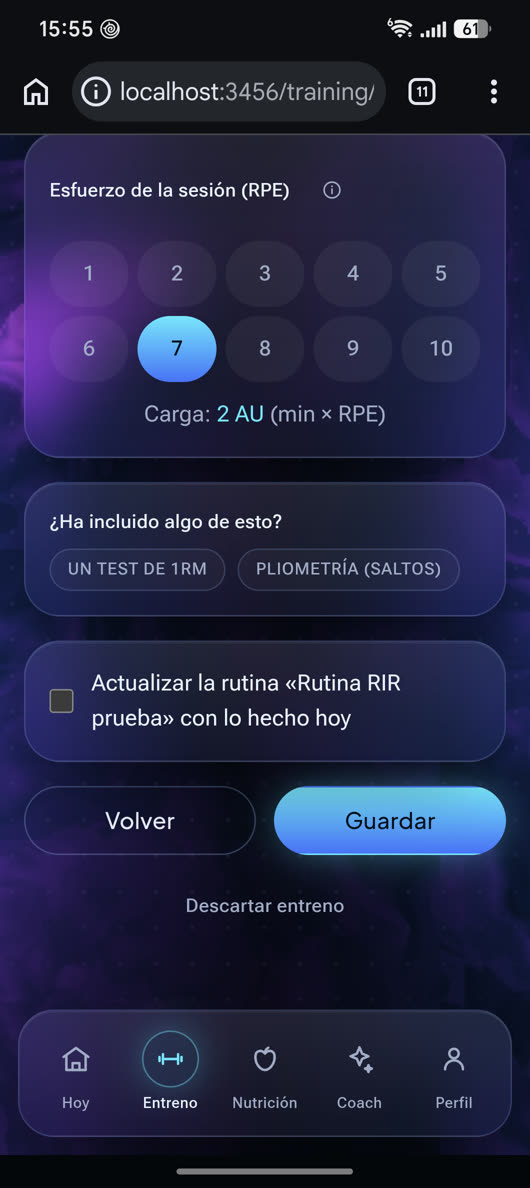 15:55
6
61
localhost:3456/training/
11
Esfuerzo de la sesión (RPE)
1 2 3 4 5
6 7 8 9 10
Carga: 2 AU (min × RPE)
¿Ha incluido algo de esto?
UN TEST DE 1RM PLIOMETRÍA (SALTOS)
Actualizar la rutina «Rutina RIR
prueba» con lo hecho hoy
Volver Guardar
Descartar entreno
Hoy Entreno Nutrición Coach Perfil